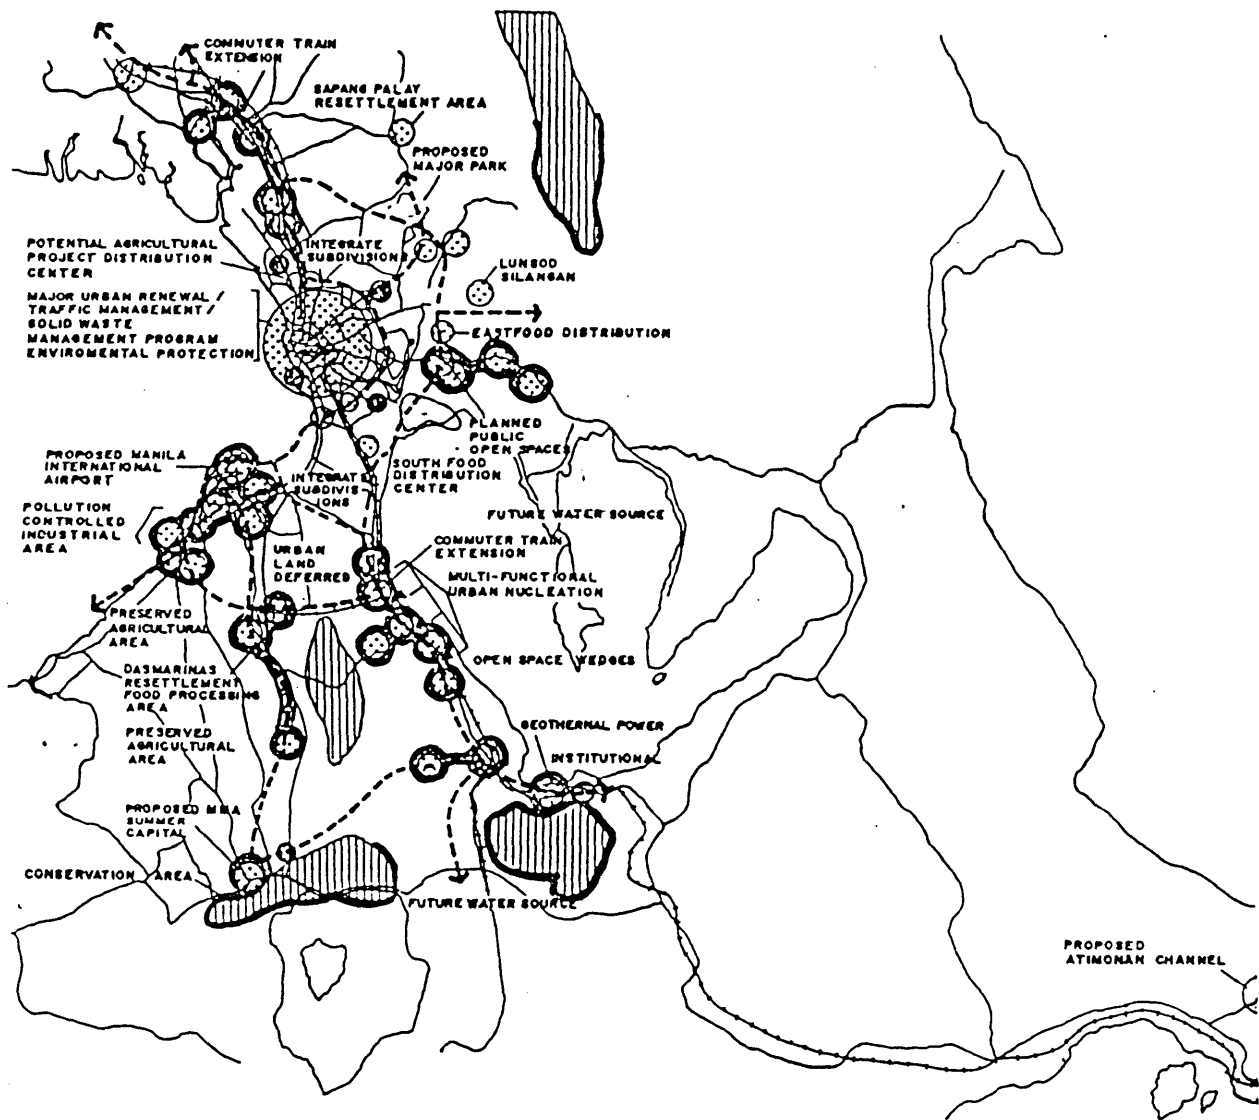 COMMUTER TRAIN
EXTENSION
SAPANG PALAY
RESETTLEMENT AREA
PROPOSED
MAJOR PARK
POTENTIAL AGRICULTURAL
PROJECT DISTRIBUTION
CENTER
INTEGRATE
SUBDIVISIONS
LUNSOD
SILANGAN
MAJOR URBAN RENEWAL /
TRAFFIC MANAGEMENT /
SOLID WASTE
MANAGEMENT PROGRAM
ENVIROMENTAL PROTECTION
EASTFOOD DISTRIBUTION
PLANNED
PUBLIC
OPEN SPACES
PROPOSED MANILA
INTERNATIONAL
AIRPORT
INTEGRATE
SUBDIVIS
IONS
SOUTH FOOD
DISTRIBUTION
CENTER
POLLUTION
CONTROLLED
INDUSTRIAL
AREA
FUTURE WATER SOURCE
URBAN
LAND
DEFERRED
COMMUTER TRAIN
EXTENSION
MULTI-FUNCTIONAL
URBAN NUCLEATION
PRESERVED
AGRICULTURAL
AREA
OPEN SPACE WEDGES
DASMARINAS
RESETTLEMENT
FOOD PROCESSING
AREA
PRESERVED
AGRICULTURAL
AREA
GEOTHERNAL POWER
INSTITUTIONAL
PROPOSED MMA
SUMMER
CAPITAL
CONSERVATION AREA
FUTURE WATER SOURCE
PROPOSED
ATIMONAN CHANNEL